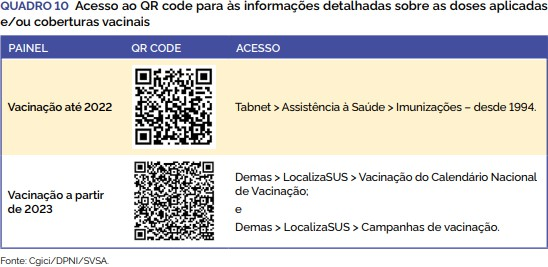 QUADRO 10 Acesso ao QR code para às informações detalhadas sobre as doses aplicadas
e/ou coberturas vacinais
PAINEL QR CODE ACESSO
Vacinação até 2022 Tabnet > Assistência à Saúde > Imunizações – desde 1994.
Vacinação a partir
de 2023
Demas > LocalizaSUS > Vacinação do Calendário Nacional
de Vacinação;
e
Demas > LocalizaSUS > Campanhas de vacinação.
Fonte: Cgici/DPNI/SVSA.